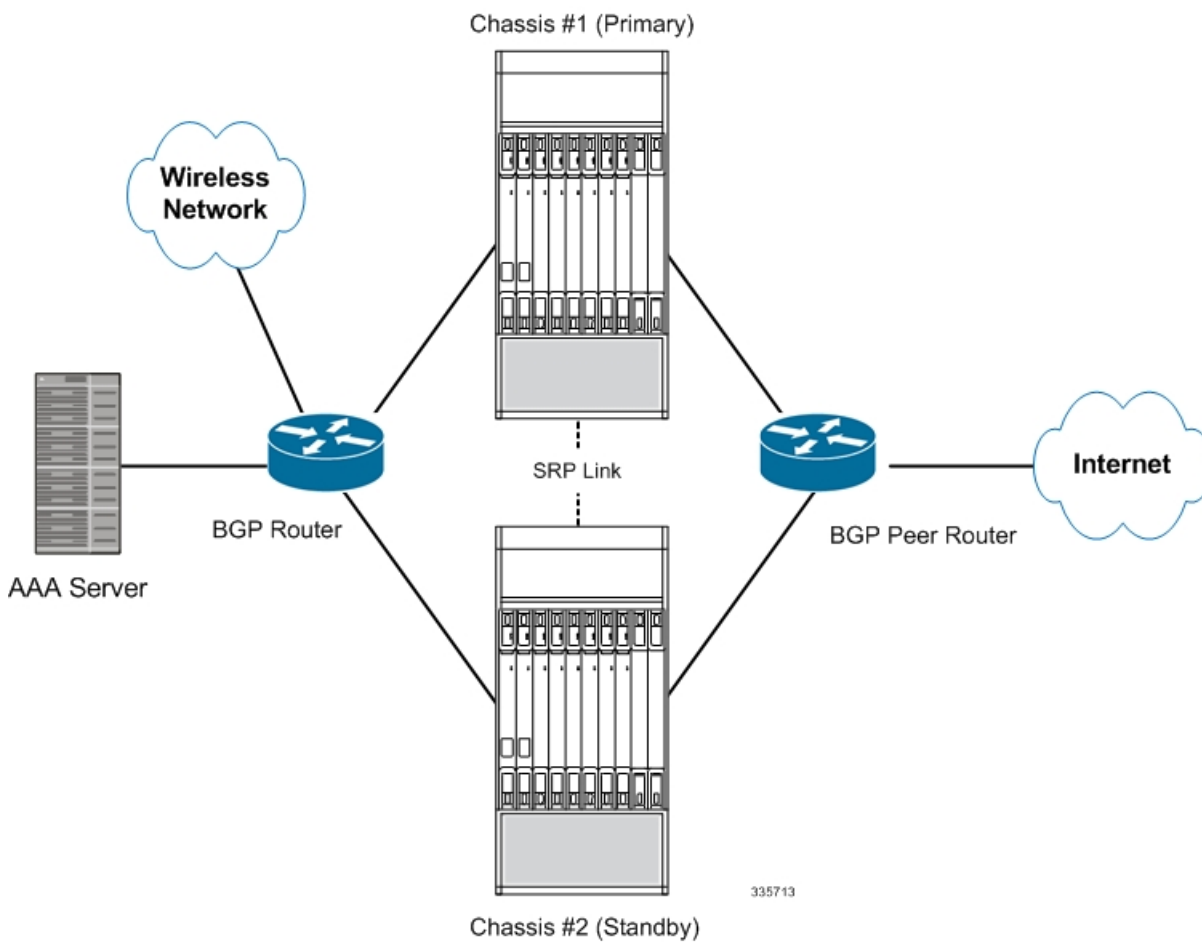 Chassis #1 (Primary)
Wireless
Network
SRP Link
Internet
BGP Router
BGP Peer Router
AAA Server
335713
Chassis #2 (Standby)